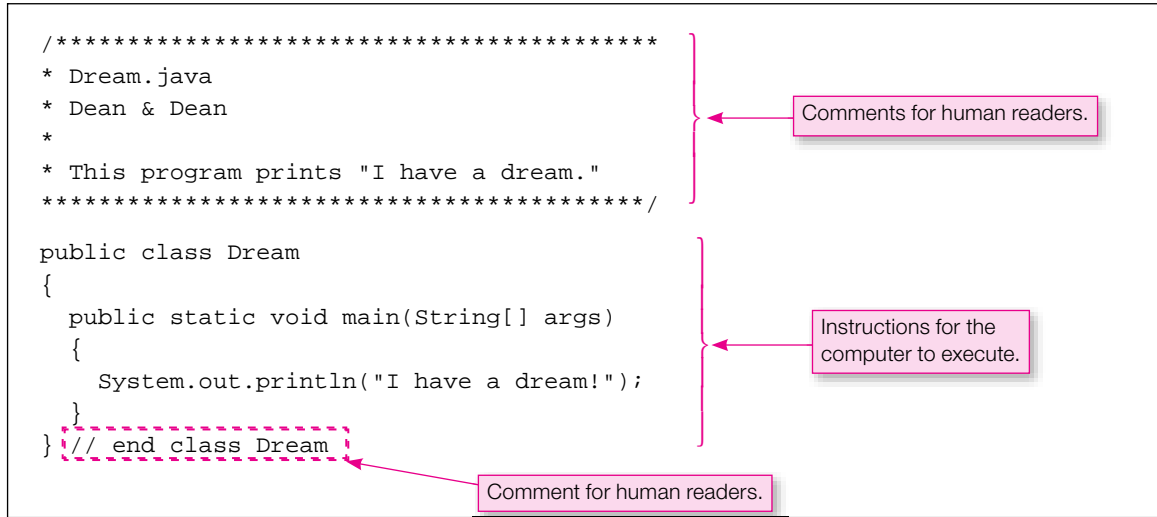 /******************************************
* Dream.java
* Dean & Dean
*
* This program prints "I have a dream."
******************************************/
Comments for human readers.
public class Dream
{
public static void main(String[] args)
{
System.out.println("I have a dream!");
}
} // end class Dream
Instructions for the
computer to execute.
Comment for human readers.